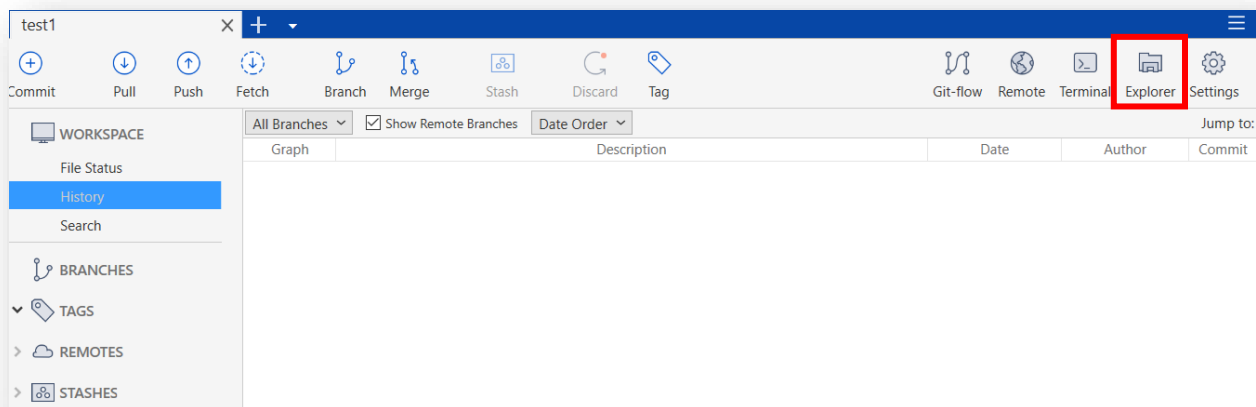 test1
Commit Pull Push Fetch Branch Merge Stash Discard Tag Git-flow Remote Terminal Explorer Settings
WORKSPACE
All Branches Show Remote Branches Date Order Jump to:
Graph Description Date Author Commit
File Status
History
Search
BRANCHES
TAGS
REMOTES
STASHES